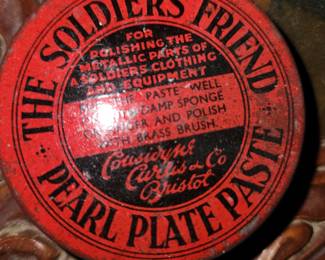 THE SOLDIERS FRIEND
FOR
POLISHING THE
METALLIC PARTS OF
SOLDIERS CLOTHING
AND EQUIPMENT
PASTE WELL
DAMP SPONGE
AND POLISH
WITH BRASS BRUSH.
Curtis & Co
Bristol
PEARL PLATE PASTE